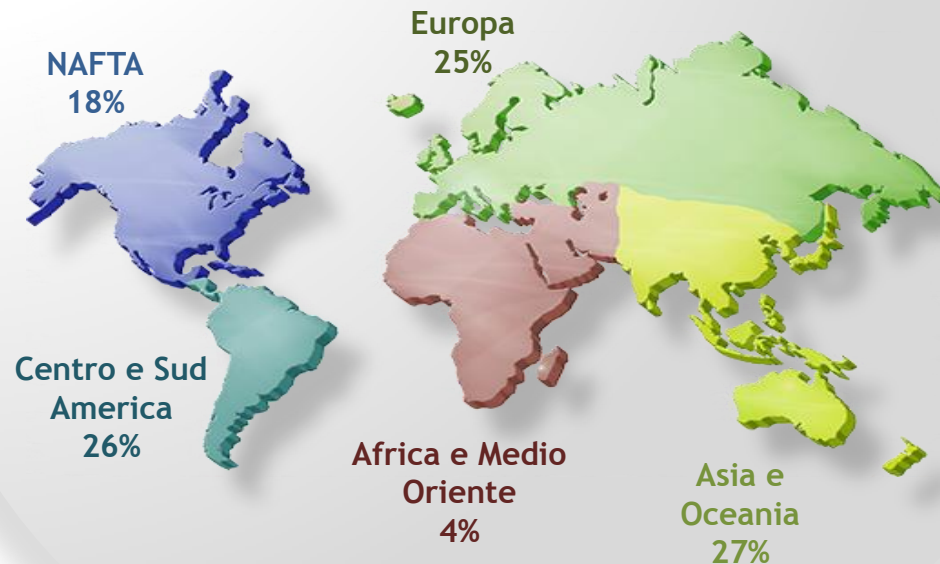 Europa
25%
NAFTA
18%
Centro e Sud
America
26%
Africa e Medio
Oriente
4%
Asia e
Oceania
27%